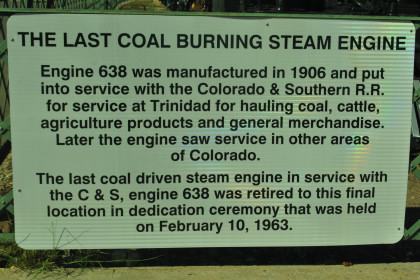 THE LAST COAL BURNING STEAM ENGINE
Engine 638 was manufactured in 1906 and put
into service with the Colorado & Southern R.R.
for service at Trinidad for hauling coal, cattle,
agriculture products and general merchandise.
Later the engine saw service in other areas
of Colorado.
The last coal driven steam engine in service with
the C & S, engine 638 was retired to this final
location in dedication ceremony that was held
on February 10, 1963.